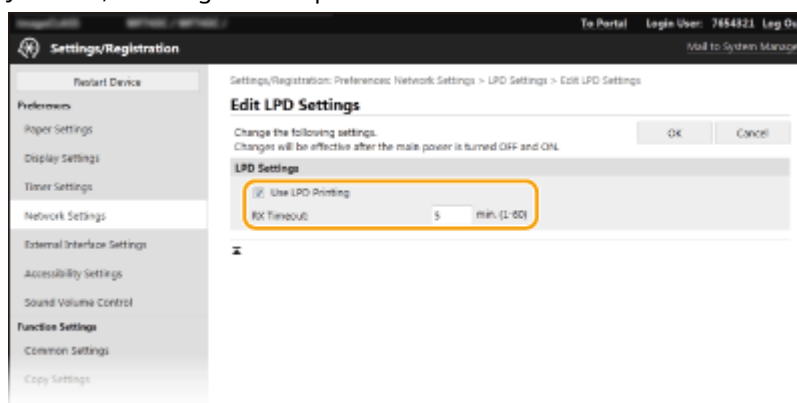 To Portal Login User: 7654321 Log Ou
Settings/Registration
Mail to System Manage
Restart Device
Settings/Registration: Preferences: Network Settings > LPD Settings > Edit LPD Settings
Preferences
Edit LPD Settings
Paper Settings
Change the following settings.
Changes will be effective after the main power is turned OFF and ON.
OK Cancel
Display Settings
LPD Settings
Timer Settings
Use LPD Printing
Network Settings
RX Timeout: 5 min. (1-60)
External Interface Settings
Accessibility Settings
Sound Volume Control
Function Settings
Common Settings
Copy Settings